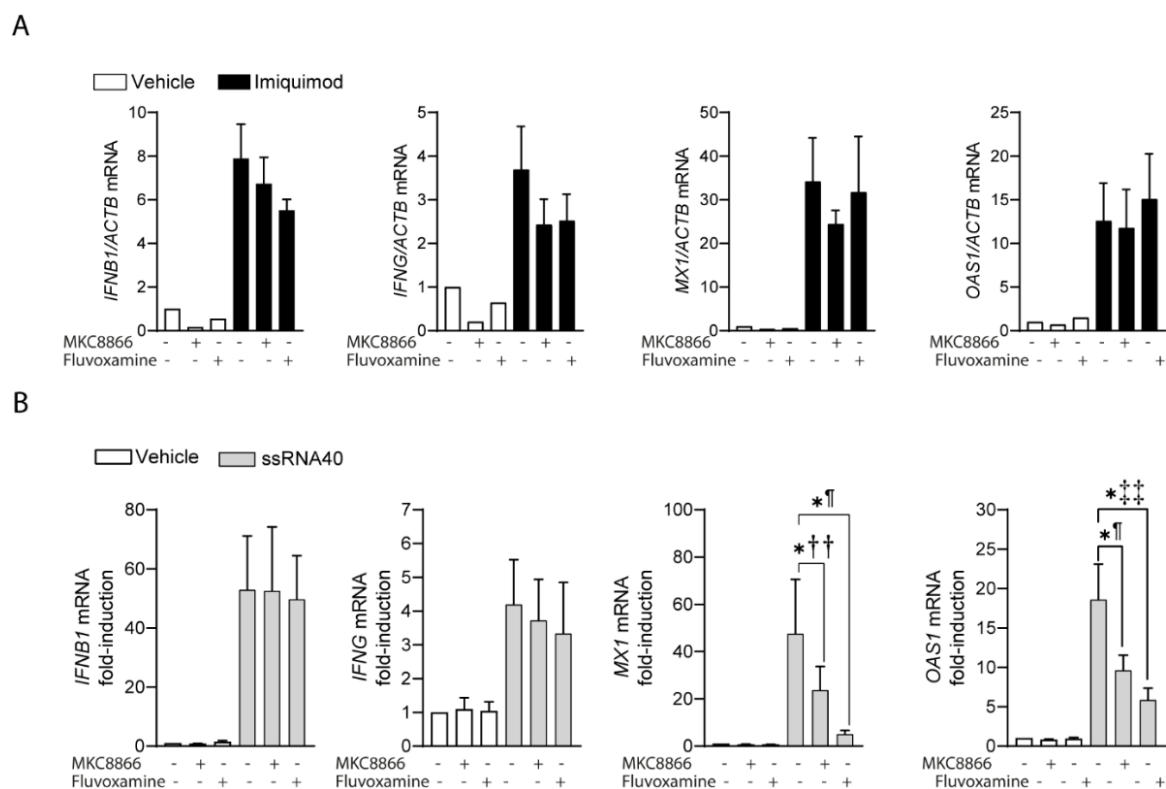 A
Vehicle Imiquimod
IFNB1/ACTB mRNA
10
8
6
4
2
0
IFNG/ACTB mRNA
5
4
3
2
1
0
MX1/ACTB mRNA
50
40
30
20
10
0
OAS1/ACTB mRNA
25
20
15
10
5
0
MKC8866 - + - - + -
Fluvoxamine - - + - - +
MKC8866 - + - - + -
Fluvoxamine - - + - - +
MKC8866 - + - - + -
Fluvoxamine - - + - - +
MKC8866 - + - - + -
Fluvoxamine - - + - - +
B
Vehicle ssRNA40
IFNB1 mRNA
fold-induction
80
60
40
20
0
IFNG mRNA
fold-induction
7
6
5
4
3
2
1
0
MX1 mRNA
fold-induction
100
80
60
40
20
0
*¶
*††
OAS1 mRNA
fold-induction
30
25
20
15
10
5
0
*‡‡
*¶
MKC8866 - + - - + -
Fluvoxamine - - + - - +
MKC8866 - + - - + -
Fluvoxamine - - + - - +
MKC8866 - + - - + -
Fluvoxamine - - + - - +
MKC8866 - + - - + -
Fluvoxamine - - + - - +